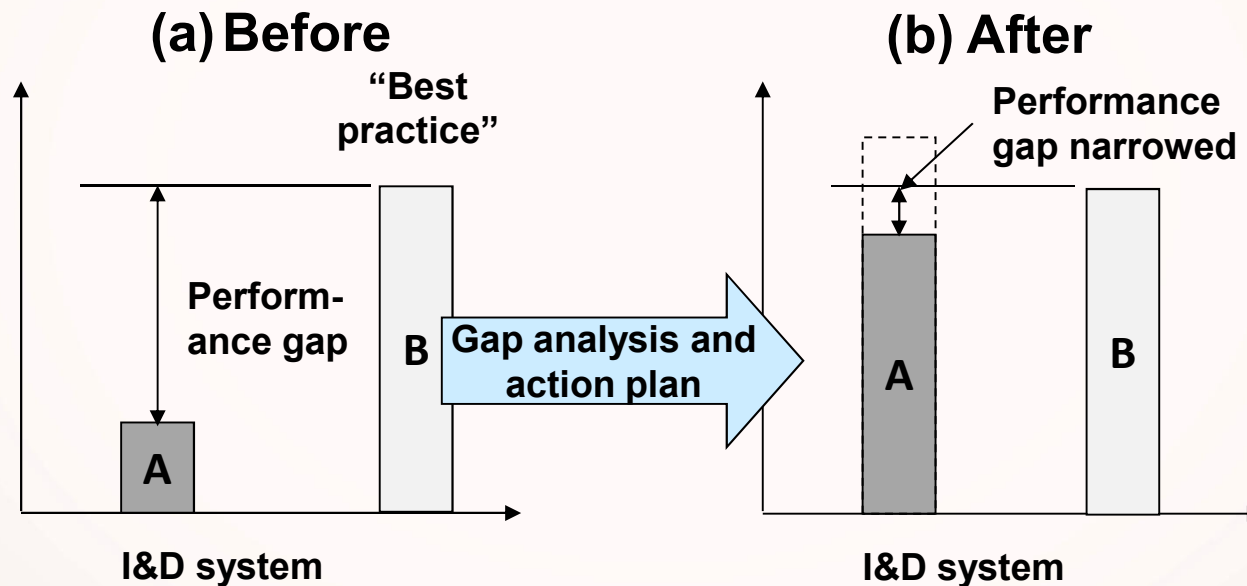 (a) Before
“Best
practice”
Perform-
ance gap
A
B
I&D system
Gap analysis and
action plan
(b) After
Performance
gap narrowed
A
B
I&D system